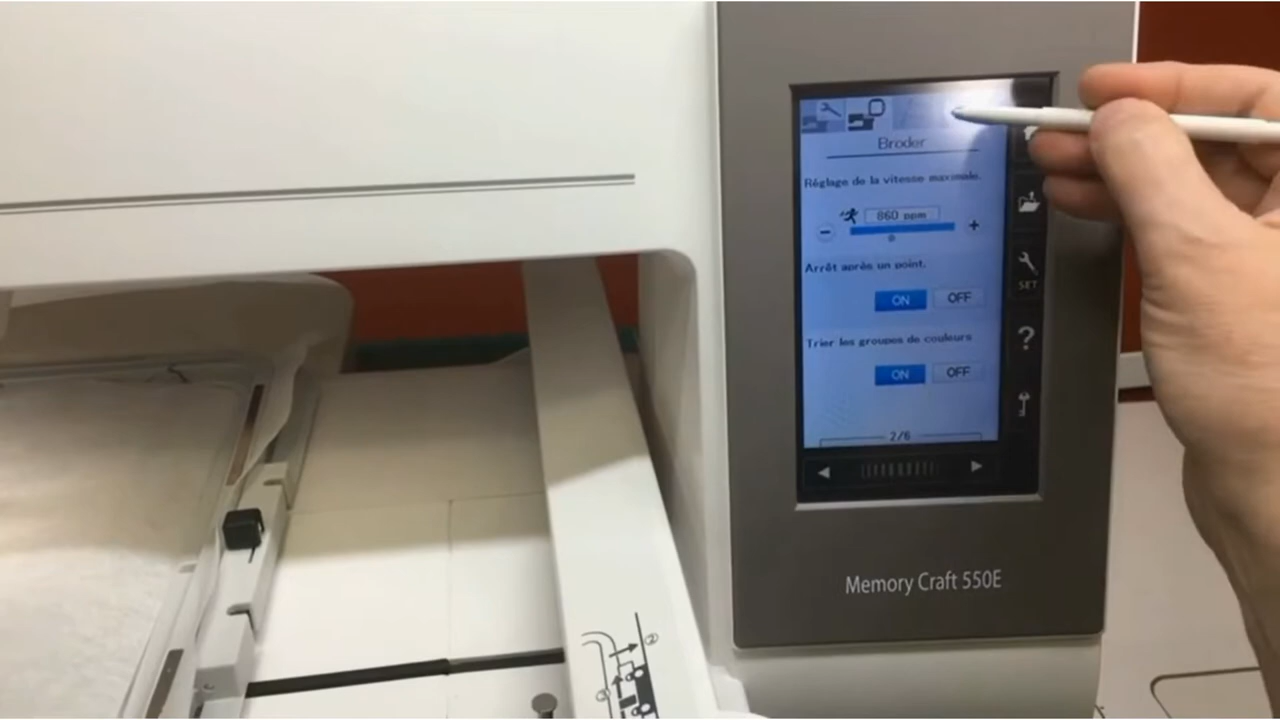 Broder
Réglage de la vitesse maximale.
860 ppm
- +
Arrêt après un point.
ON OFF
Trier les groupes de couleurs
ON OFF
2/6
SET
?
Memory Craft 550E
②